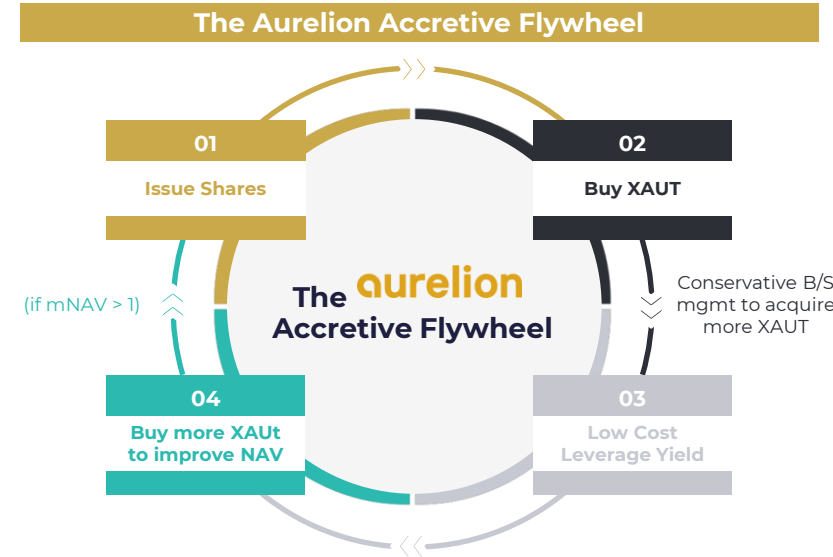 The Aurelion Accretive Flywheel
01
Issue Shares
02
Buy XAUT
(if mNAV > 1)
The aurelion
Accretive Flywheel
Conservative B/S
mgmt to acquire
more XAUT
04
Buy more XAUt
to improve NAV
03
Low Cost
Leverage Yield